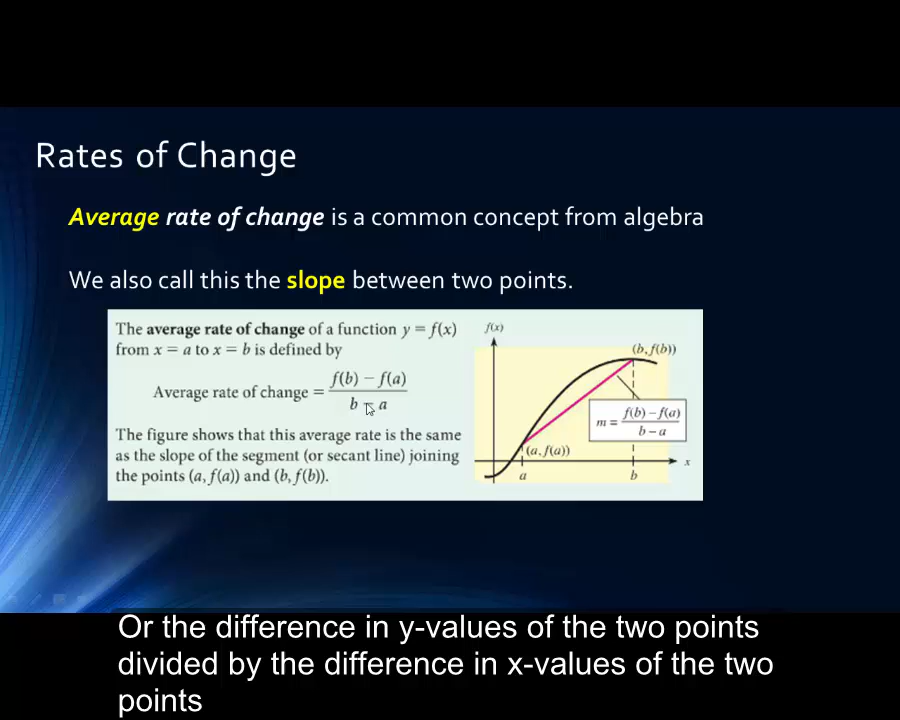 Rates of Change
Average rate of change is a common concept from algebra
We also call this the slope between two points.
The average rate of change of a function y = f(x)
from x = a to x = b is defined by
Average rate of change = f(b) − f(a) / b − a
The figure shows that this average rate is the same
as the slope of the segment (or secant line) joining
the points (a, f(a)) and (b, f(b)).
f(x)
(b, f(b))
m = f(b) − f(a) / b − a
(a, f(a))
x
a
b
Or the difference in y-values of the two points
divided by the difference in x-values of the two
points